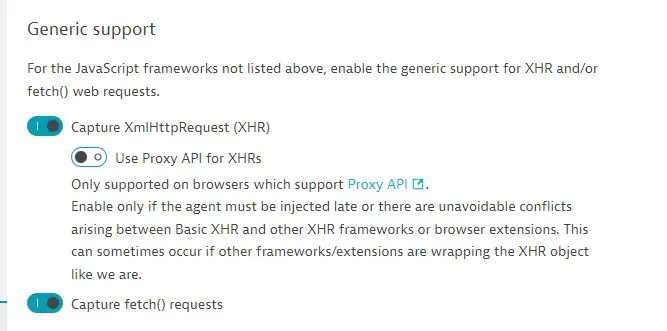 Generic support
For the JavaScript frameworks not listed above, enable the generic support for XHR and/or
fetch() web requests.
Capture XmlHttpRequest (XHR)
Use Proxy API for XHRs
Only supported on browsers which support Proxy API.
Enable only if the agent must be injected late or there are unavoidable conflicts
arising between Basic XHR and other XHR frameworks or browser extensions. This
can sometimes occur if other frameworks/extensions are wrapping the XHR object
like we are.
Capture fetch() requests